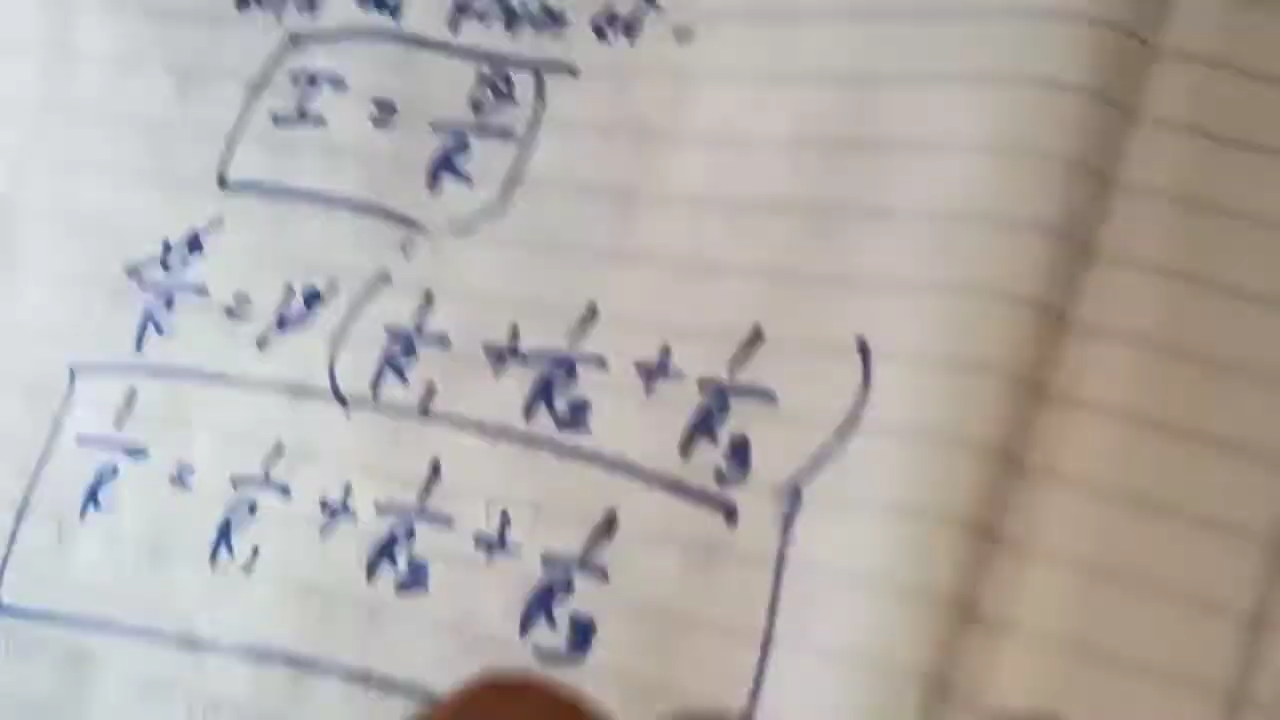 I = V/R
V/R = V ( 1/R₁ + 1/R₂ + 1/R₃ )
1/R = 1/R₁ + 1/R₂ + 1/R₃